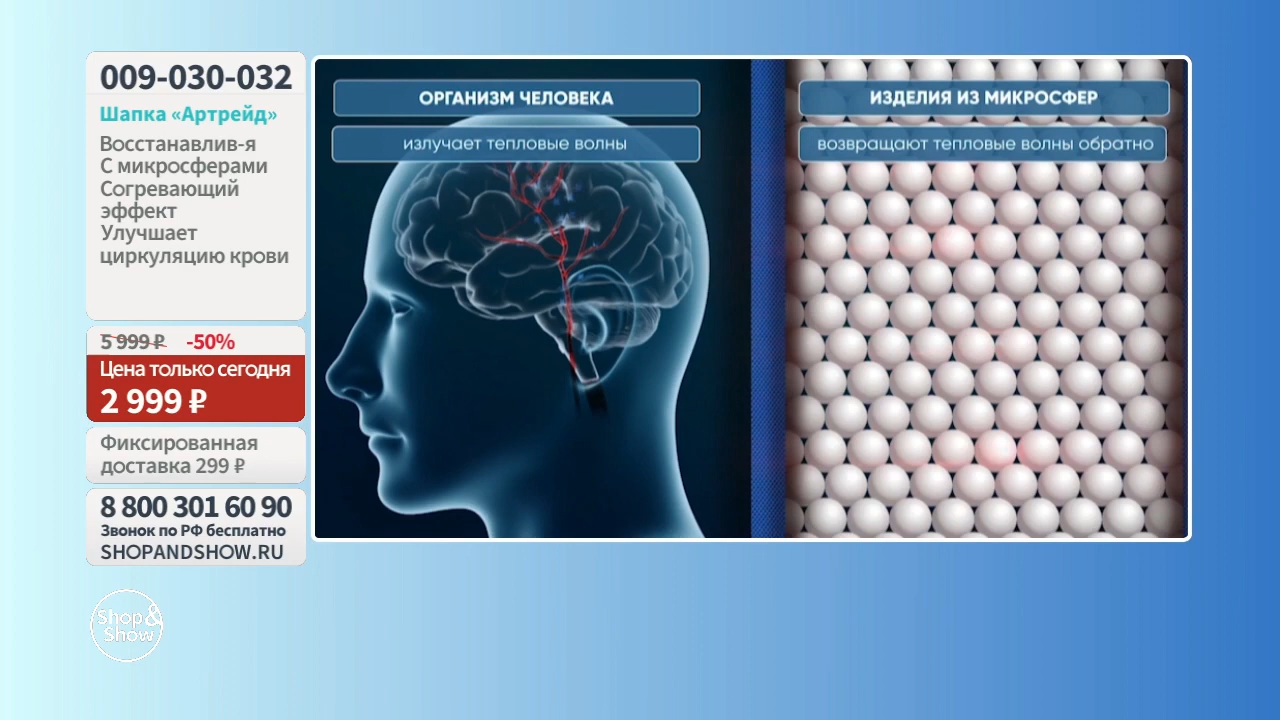 009-030-032
Шапка «Артрейд»
Восстанавлив-я
С микросферами
Согревающий
эффект
Улучшает
циркуляцию крови
5 999 ₽ -50%
Цена только сегодня
2 999 ₽
Фиксированная
доставка 299 ₽
8 800 301 60 90
Звонок по РФ бесплатно
SHOPANDSHOW.RU
Shop&
Show
ОРГАНИЗМ ЧЕЛОВЕКА
излучает тепловые волны
ИЗДЕЛИЯ ИЗ МИКРОСФЕР
возвращают тепловые волны обратно